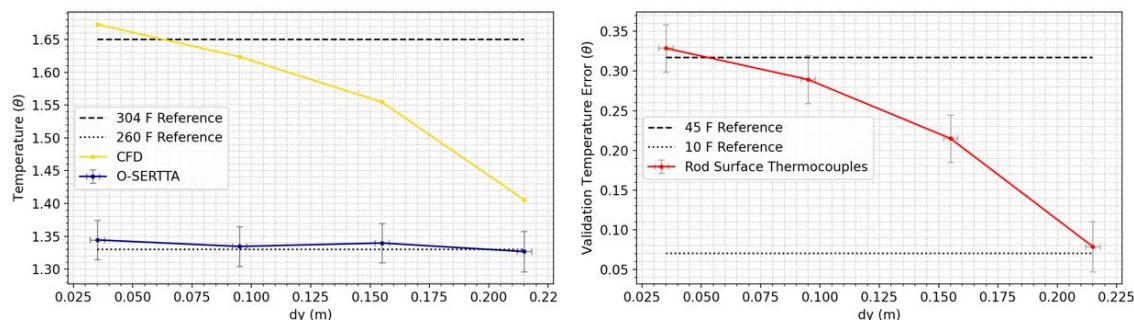 1.65
1.60
1.55
1.50
1.45
1.40
1.35
1.30
Temperature (θ)
304 F Reference
260 F Reference
CFD
O-SERTTA
0.025 0.050 0.075 0.100 0.125 0.150 0.175 0.200 0.22
dy (m)
0.35
0.30
0.25
0.20
0.15
0.10
0.05
Validation Temperature Error (θ)
45 F Reference
10 F Reference
Rod Surface Thermocouples
0.025 0.050 0.075 0.100 0.125 0.150 0.175 0.200 0.225
dy (m)